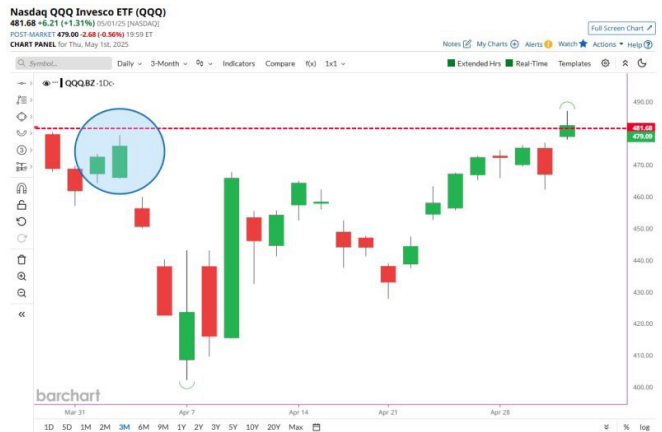 Nasdaq QQQ Invesco ETF (QQQ)
481.68 +6.21 (+1.31%) 05/01/25 [NASDAQ]
POST-MARKET 479.00 -2.68 (-0.56%) 19:59 ET
Full Screen Chart
CHART PANEL for Thu, May 1st, 2025
Notes My Charts Alerts Watch Actions Help
Symbol... Daily 3-Month Indicators Compare f(x) 1x1 Extended Hrs Real-Time Templates
QQQ.BZ ·1D
490.00
481.68
479.09
470.00
460.00
450.00
440.00
430.00
420.00
410.00
400.00
barchart
Mar 31 Apr 7 Apr 14 Apr 21 Apr 28
1D 5D 1M 2M 3M 6M 9M 1Y 2Y 3Y 5Y 10Y 20Y Max % log